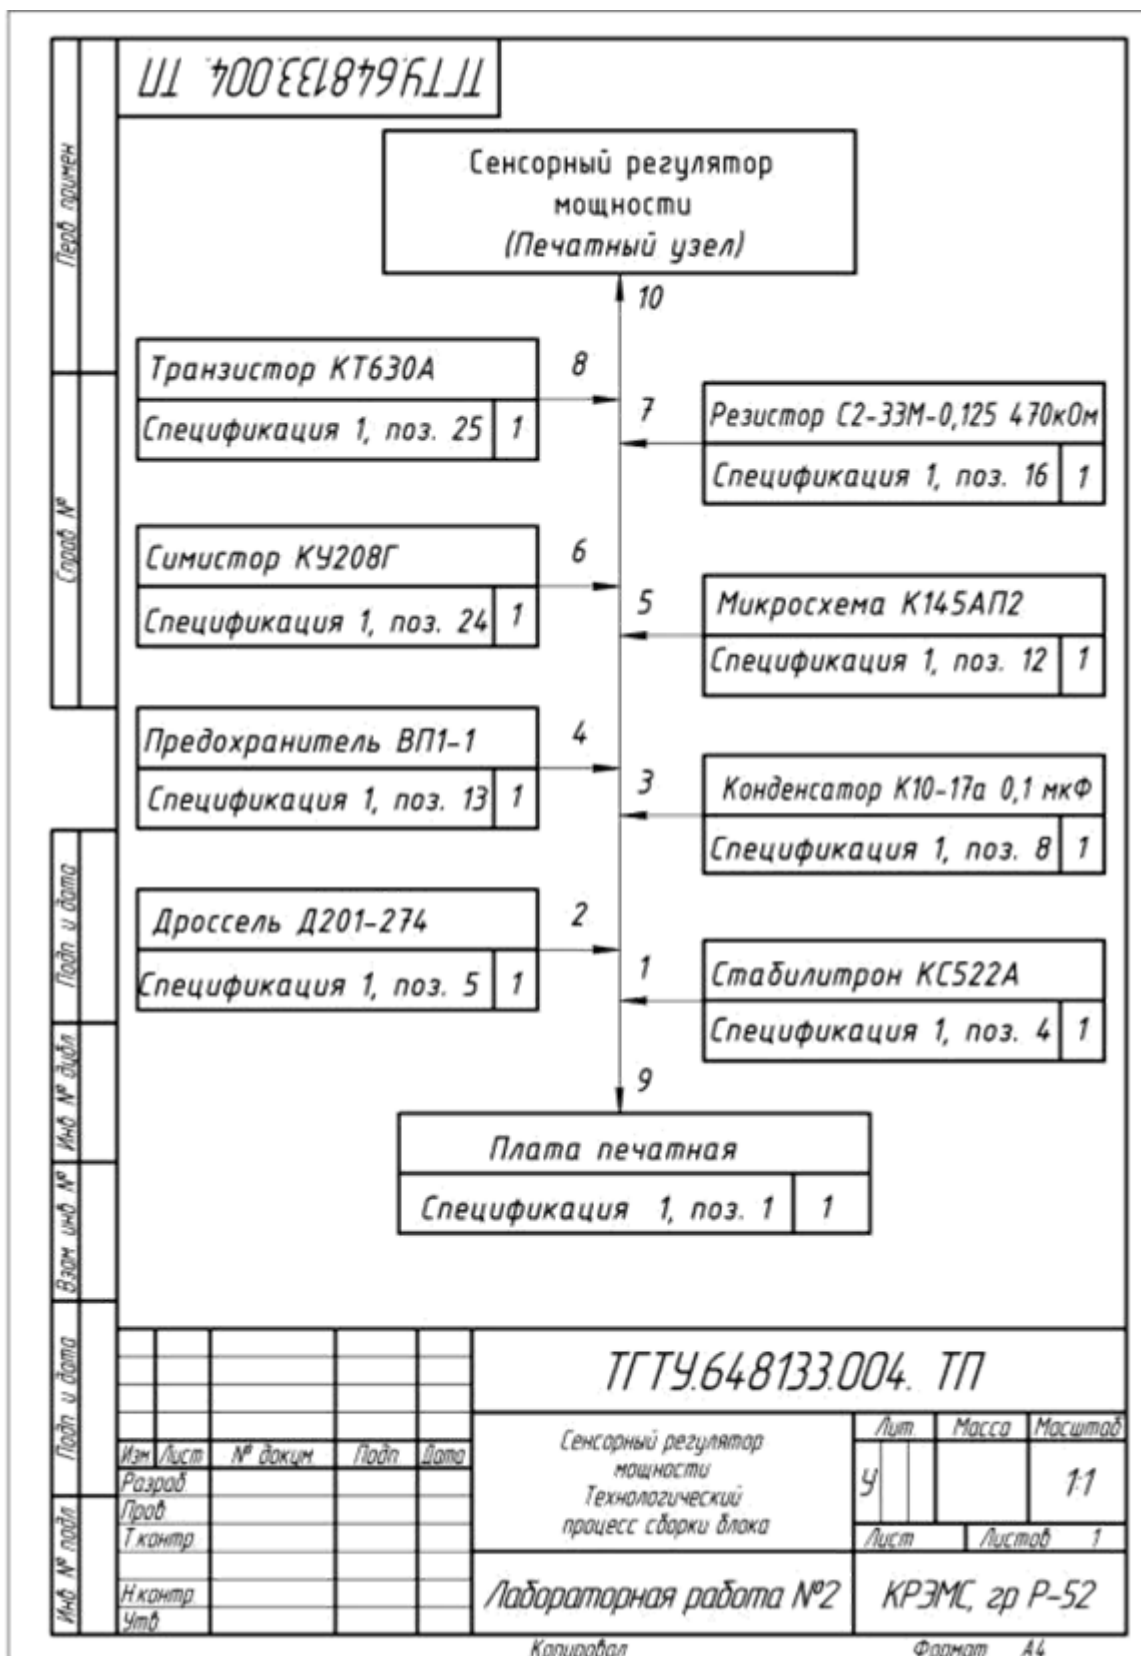 ТГТУ.648133.004. ТП
Перв примен
Справ №
Подп и дата
Инв № дубл
Взам инв №
Подп и дата
Инв № подл
Сенсорный регулятор
мощности
(Печатный узел)
10
Транзистор КТ630А
8
Спецификация 1, поз. 25 1
7
Резистор С2-33М-0,125 470кОм
Спецификация 1, поз. 16 1
Симистор КУ208Г
6
Спецификация 1, поз. 24 1
5
Микросхема К145АП2
Спецификация 1, поз. 12 1
Предохранитель ВП1-1
4
Спецификация 1, поз. 13 1
3
Конденсатор К10-17а 0,1 мкФ
Спецификация 1, поз. 8 1
Дроссель Д201-274
2
Спецификация 1, поз. 5 1
1
Стабилитрон КС522А
Спецификация 1, поз. 4 1
9
Плата печатная
Спецификация 1, поз. 1 1
ТГТУ.648133.004. ТП
Изм Лист № докум Подп Дата
Разраб
Пров
Т контр
Н контр
Утв
Сенсорный регулятор
мощности
Технологический
процесс сборки блока
Лит Масса Масштаб
У 1:1
Лист Листов 1
Лабораторная работа №2
КРЭМС, гр Р-52
Копировал Формат А4